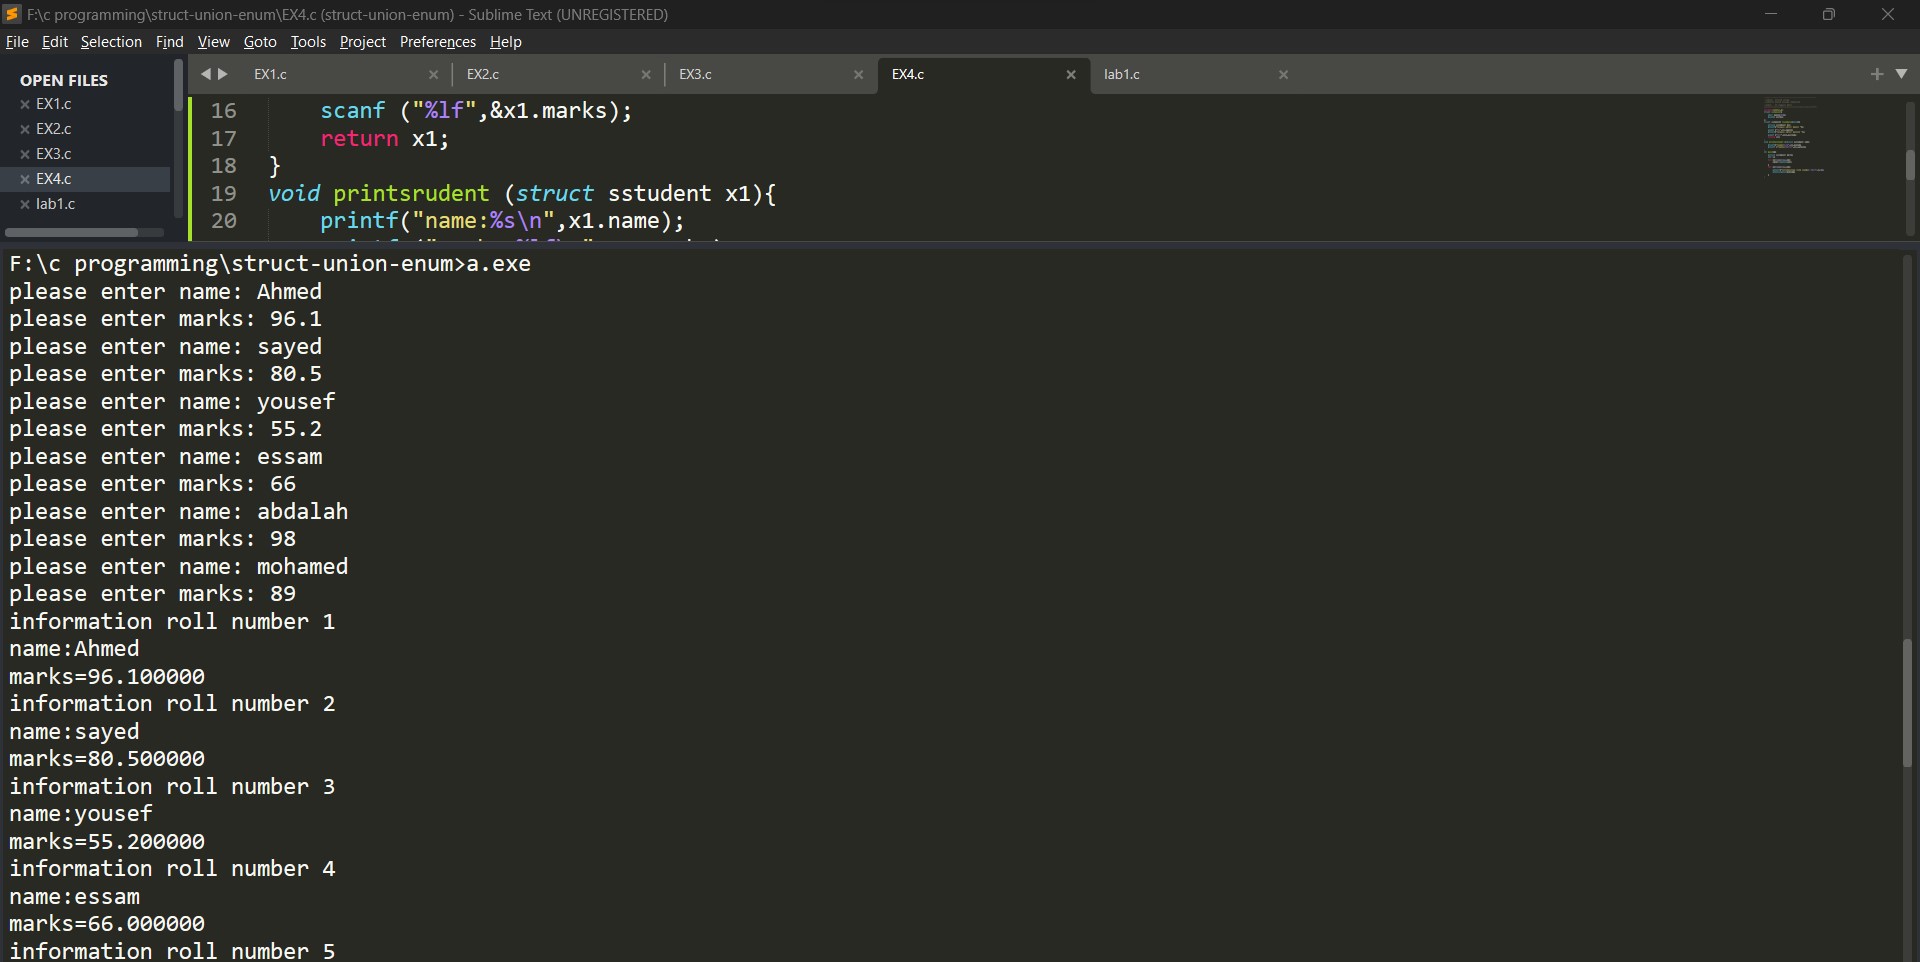 F:\c programming\struct-union-enum\EX4.c (struct-union-enum) - Sublime Text (UNREGISTERED)
File Edit Selection Find View Goto Tools Project Preferences Help
OPEN FILES
EX1.c
EX2.c
EX3.c
EX4.c
lab1.c
EX1.c EX2.c EX3.c EX4.c lab1.c
16 scanf ("%lf",&x1.marks);
17 return x1;
18 }
19 void printsrudent (struct sstudent x1){
20 printf("name:%s\n",x1.name);
F:\c programming\struct-union-enum>a.exe
please enter name: Ahmed
please enter marks: 96.1
please enter name: sayed
please enter marks: 80.5
please enter name: yousef
please enter marks: 55.2
please enter name: essam
please enter marks: 66
please enter name: abdalah
please enter marks: 98
please enter name: mohamed
please enter marks: 89
information roll number 1
name:Ahmed
marks=96.100000
information roll number 2
name:sayed
marks=80.500000
information roll number 3
name:yousef
marks=55.200000
information roll number 4
name:essam
marks=66.000000
information roll number 5